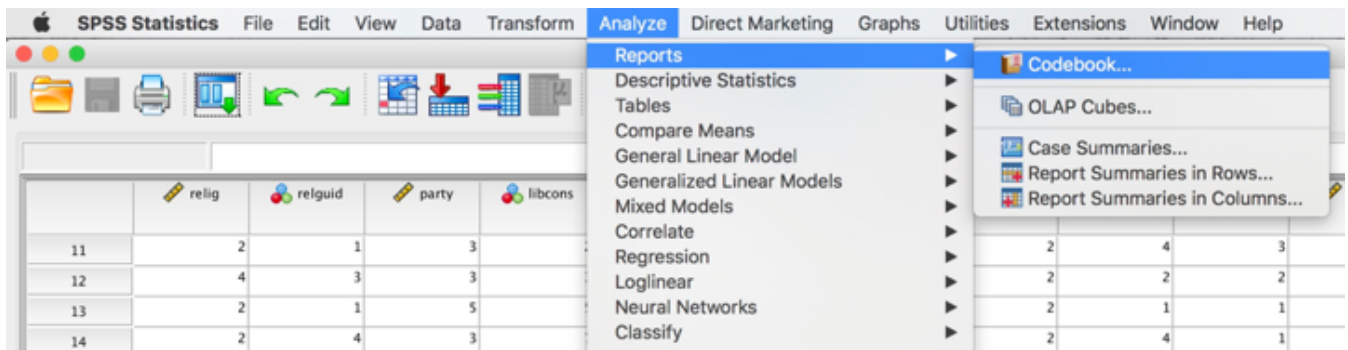 SPSS Statistics File Edit View Data Transform Analyze Direct Marketing Graphs Utilities Extensions Window Help
Reports
Codebook...
Descriptive Statistics
Tables
OLAP Cubes...
Compare Means
Case Summaries...
General Linear Model
Report Summaries in Rows...
Generalized Linear Models
Report Summaries in Columns...
Mixed Models
Correlate
Regression
Loglinear
Neural Networks
Classify
relig relguid party libcons
11 2 1 3 2 4 3
12 4 3 3 2 2 2
13 2 1 5 2 1 1
14 2 4 3 2 4 1